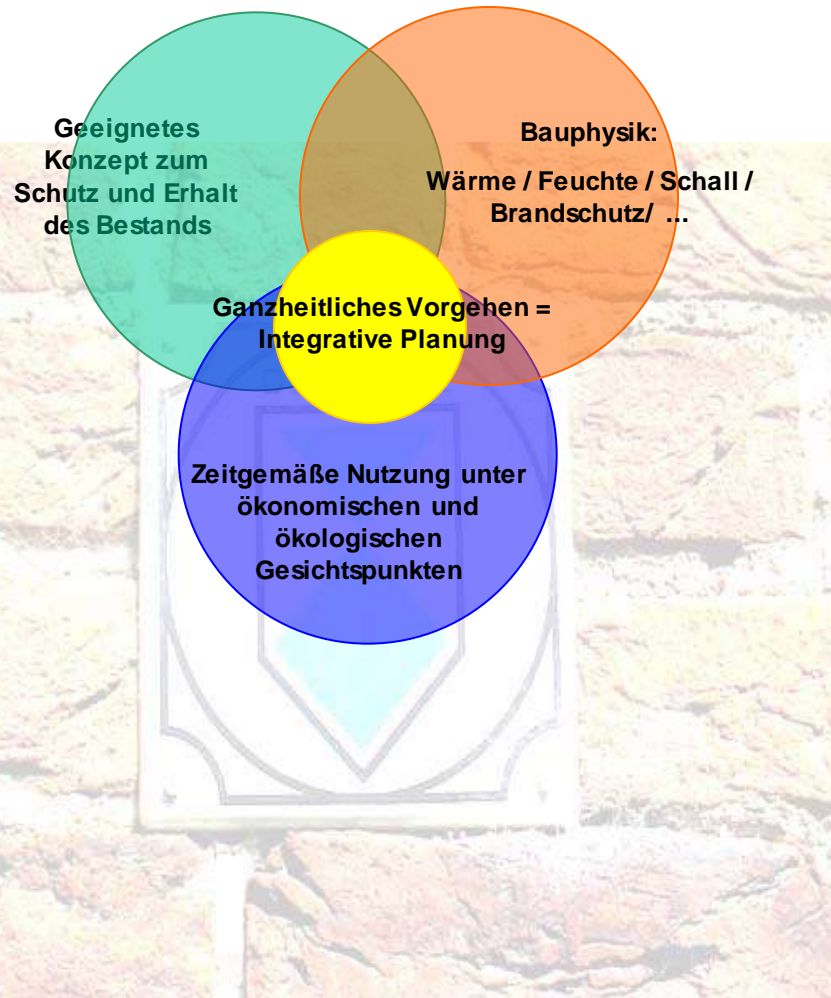 Geeignetes
Konzept zum
Schutz und Erhalt
des Bestands
Bauphysik:
Wärme / Feuchte / Schall /
Brandschutz/ ...
Ganzheitliches Vorgehen =
Integrative Planung
Zeitgemäße Nutzung unter
ökonomischen und
ökologischen
Gesichtspunkten